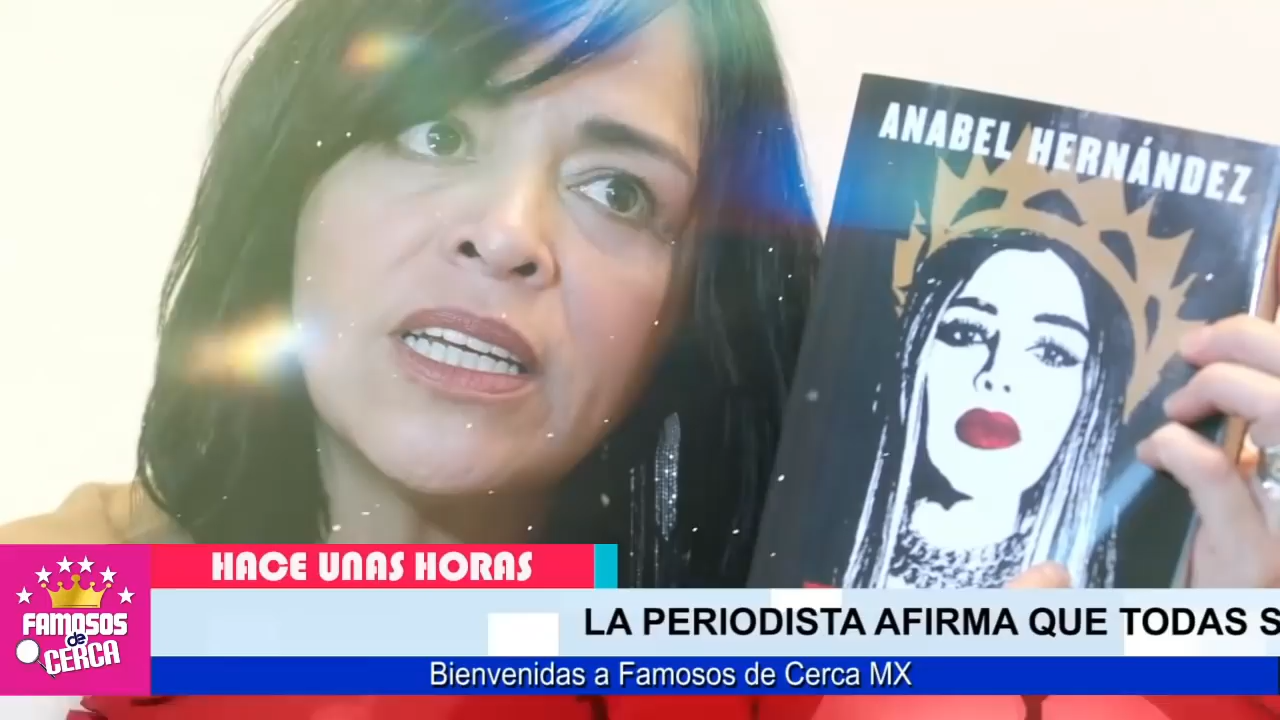 ANABEL HERNÁNDEZ
HACE UNAS HORAS
LA PERIODISTA AFIRMA QUE TODAS S
FAMOSOS
de
CERCA
Bienvenidas a Famosos de Cerca MX